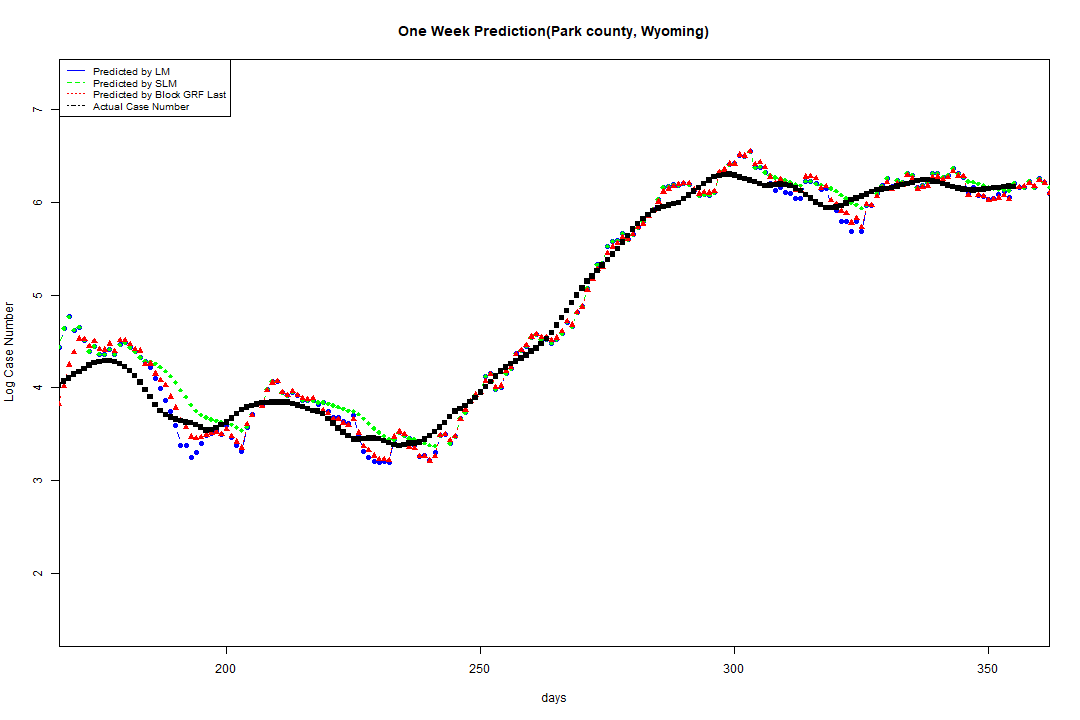 One Week Prediction(Park county, Wyoming)
Predicted by LM
Predicted by SLM
Predicted by Block GRF Last
Actual Case Number
7
6
5
4
3
2
Log Case Number
200 250 300 350
days